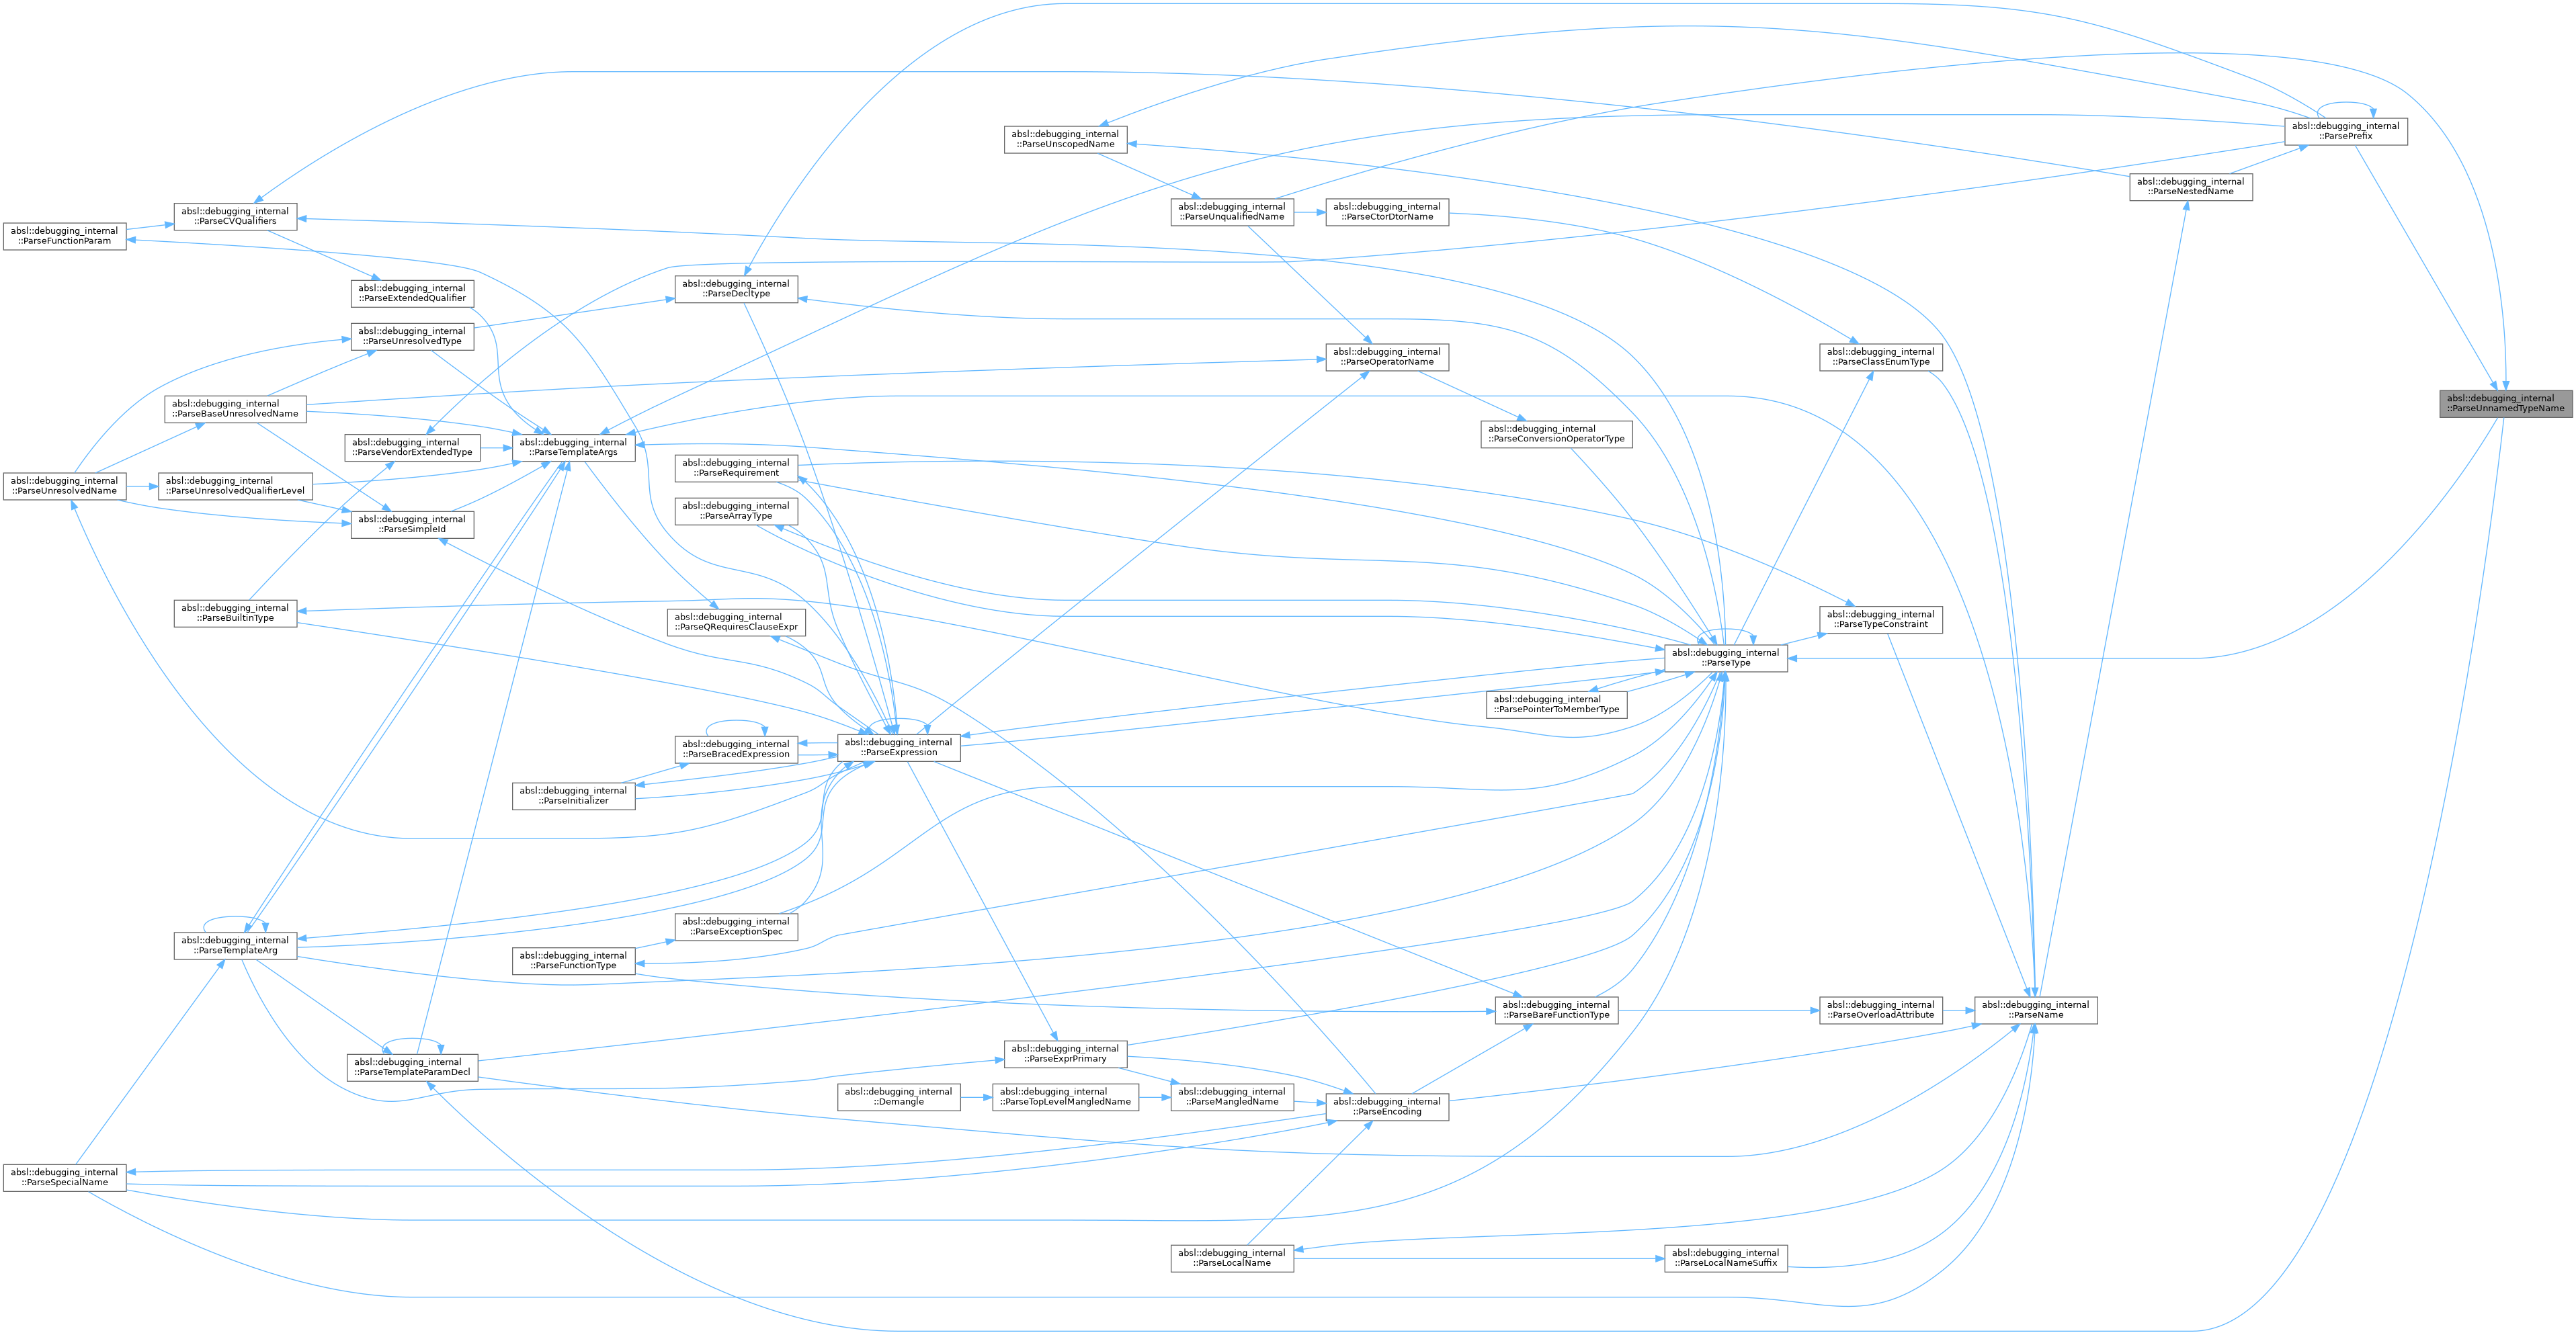 absl::debugging_internal
::ParsePrefix
absl::debugging_internal
::ParseUnscopedName
absl::debugging_internal
::ParseNestedName
absl::debugging_internal
::ParseCVQualifiers
absl::debugging_internal
::ParseUnqualifiedName
absl::debugging_internal
::ParseCtorDtorName
absl::debugging_internal
::ParseFunctionParam
absl::debugging_internal
::ParseExtendedQualifier
absl::debugging_internal
::ParseDecltype
absl::debugging_internal
::ParseUnresolvedType
absl::debugging_internal
::ParseOperatorName
absl::debugging_internal
::ParseClassEnumType
absl::debugging_internal
::ParseUnnamedTypeName
absl::debugging_internal
::ParseBaseUnresolvedName
absl::debugging_internal
::ParseConversionOperatorType
absl::debugging_internal
::ParseVendorExtendedType
absl::debugging_internal
::ParseTemplateArgs
absl::debugging_internal
::ParseRequirement
absl::debugging_internal
::ParseUnresolvedName
absl::debugging_internal
::ParseUnresolvedQualifierLevel
absl::debugging_internal
::ParseArrayType
absl::debugging_internal
::ParseSimpleId
absl::debugging_internal
::ParseBuiltinType
absl::debugging_internal
::ParseQRequiresClauseExpr
absl::debugging_internal
::ParseTypeConstraint
absl::debugging_internal
::ParseType
absl::debugging_internal
::ParsePointerToMemberType
absl::debugging_internal
::ParseBracedExpression
absl::debugging_internal
::ParseExpression
absl::debugging_internal
::ParseInitializer
absl::debugging_internal
::ParseExceptionSpec
absl::debugging_internal
::ParseTemplateArg
absl::debugging_internal
::ParseFunctionType
absl::debugging_internal
::ParseBareFunctionType
absl::debugging_internal
::ParseOverloadAttribute
absl::debugging_internal
::ParseName
absl::debugging_internal
::ParseExprPrimary
absl::debugging_internal
::ParseTemplateParamDecl
absl::debugging_internal
::Demangle
absl::debugging_internal
::ParseTopLevelMangledName
absl::debugging_internal
::ParseMangledName
absl::debugging_internal
::ParseEncoding
absl::debugging_internal
::ParseSpecialName
absl::debugging_internal
::ParseLocalName
absl::debugging_internal
::ParseLocalNameSuffix